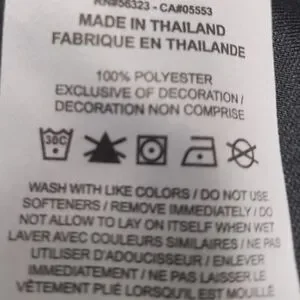 RN#56323 - CA#05553
MADE IN THAILAND
FABRIQUE EN THAILANDE
100% POLYESTER
EXCLUSIVE OF DECORATION /
DECORATION NON COMPRISE
30C
WASH WITH LIKE COLORS / DO NOT USE
SOFTENERS / REMOVE IMMEDIATELY / DO
NOT ALLOW TO LAY ON ITSELF WHEN WET
LAVER AVEC COULEURS SIMILAIRES / NE PAS
UTILISER D'ADOUCISSEUR / ENLEVER
IMMEDIATEMENT / NE PAS LAISSER LE
VÊTEMENT PLIÉ LORSQU'IL EST MOUILLÉ